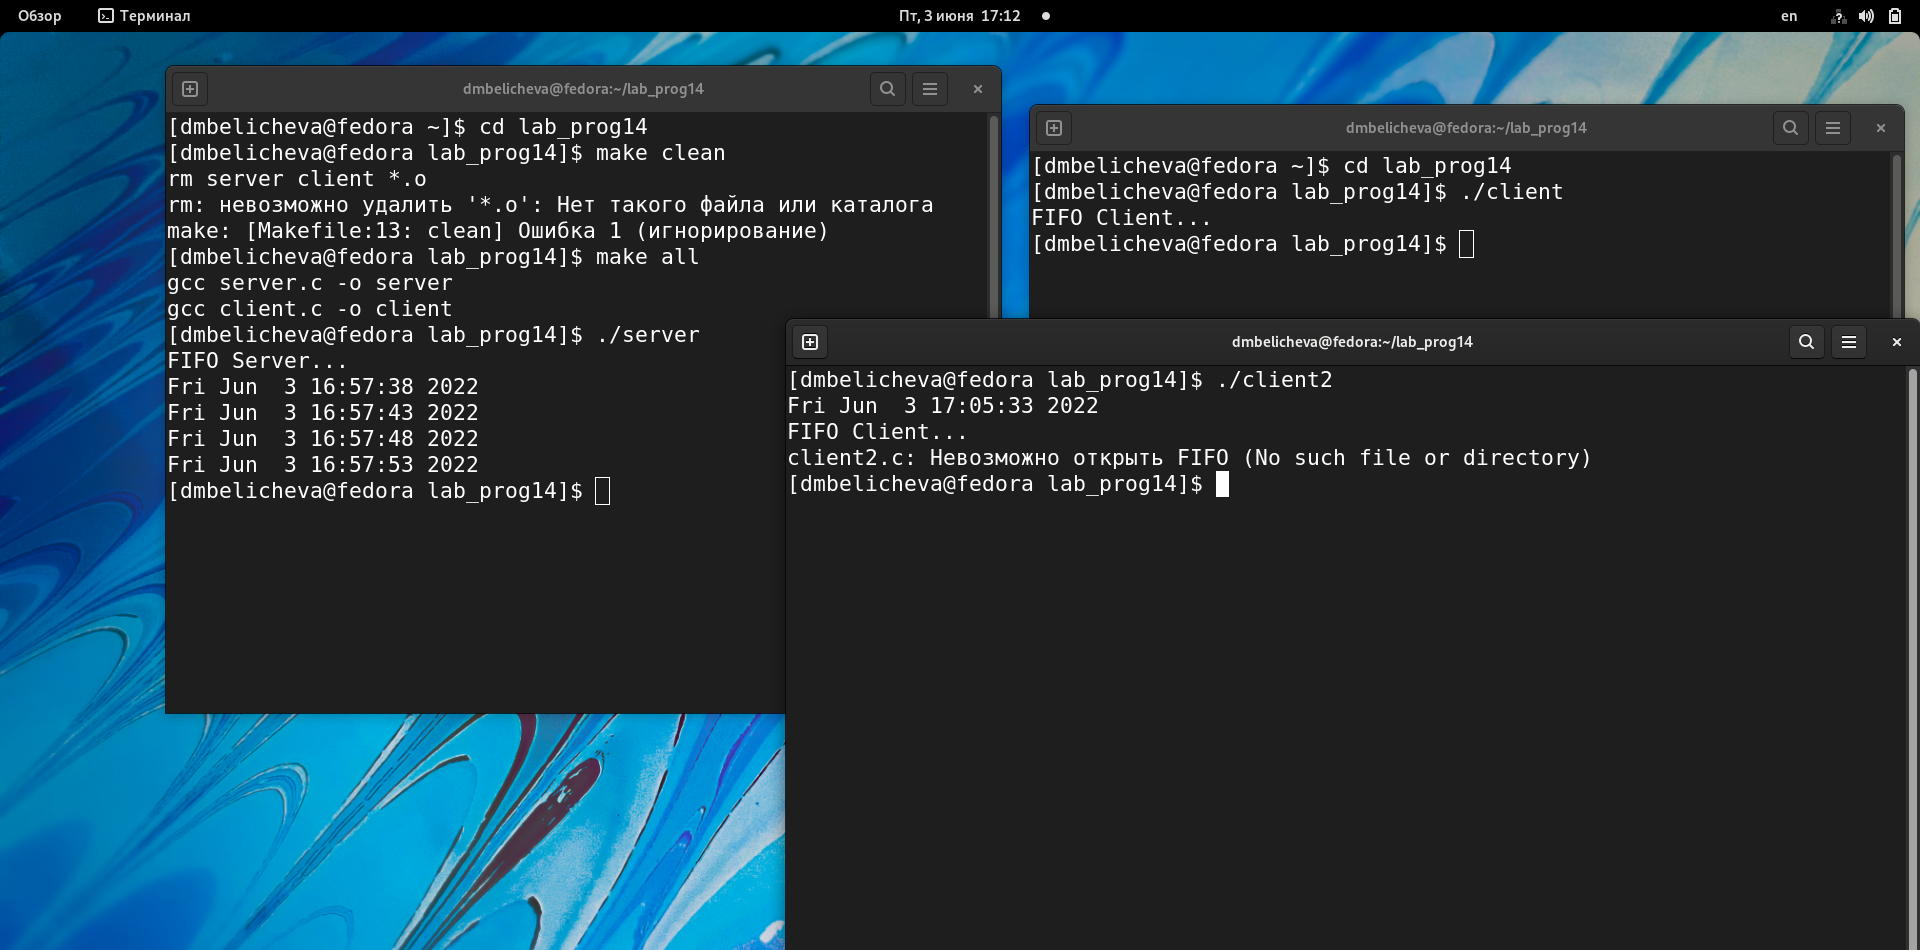 Обзор
Терминал
Пт, 3 июня 17:12
en
dmbelicheva@fedora:~/lab_prog14
[dmbelicheva@fedora ~]$ cd lab_prog14
[dmbelicheva@fedora lab_prog14]$ make clean
rm server client *.o
rm: невозможно удалить '*.o': Нет такого файла или каталога
make: [Makefile:13: clean] Ошибка 1 (игнорирование)
[dmbelicheva@fedora lab_prog14]$ make all
gcc server.c -o server
gcc client.c -o client
[dmbelicheva@fedora lab_prog14]$ ./server
FIFO Server...
Fri Jun  3 16:57:38 2022
Fri Jun  3 16:57:43 2022
Fri Jun  3 16:57:48 2022
Fri Jun  3 16:57:53 2022
[dmbelicheva@fedora lab_prog14]$
dmbelicheva@fedora:~/lab_prog14
[dmbelicheva@fedora ~]$ cd lab_prog14
[dmbelicheva@fedora lab_prog14]$ ./client
FIFO Client...
[dmbelicheva@fedora lab_prog14]$
dmbelicheva@fedora:~/lab_prog14
[dmbelicheva@fedora lab_prog14]$ ./client2
Fri Jun  3 17:05:33 2022
FIFO Client...
client2.c: Невозможно открыть FIFO (No such file or directory)
[dmbelicheva@fedora lab_prog14]$